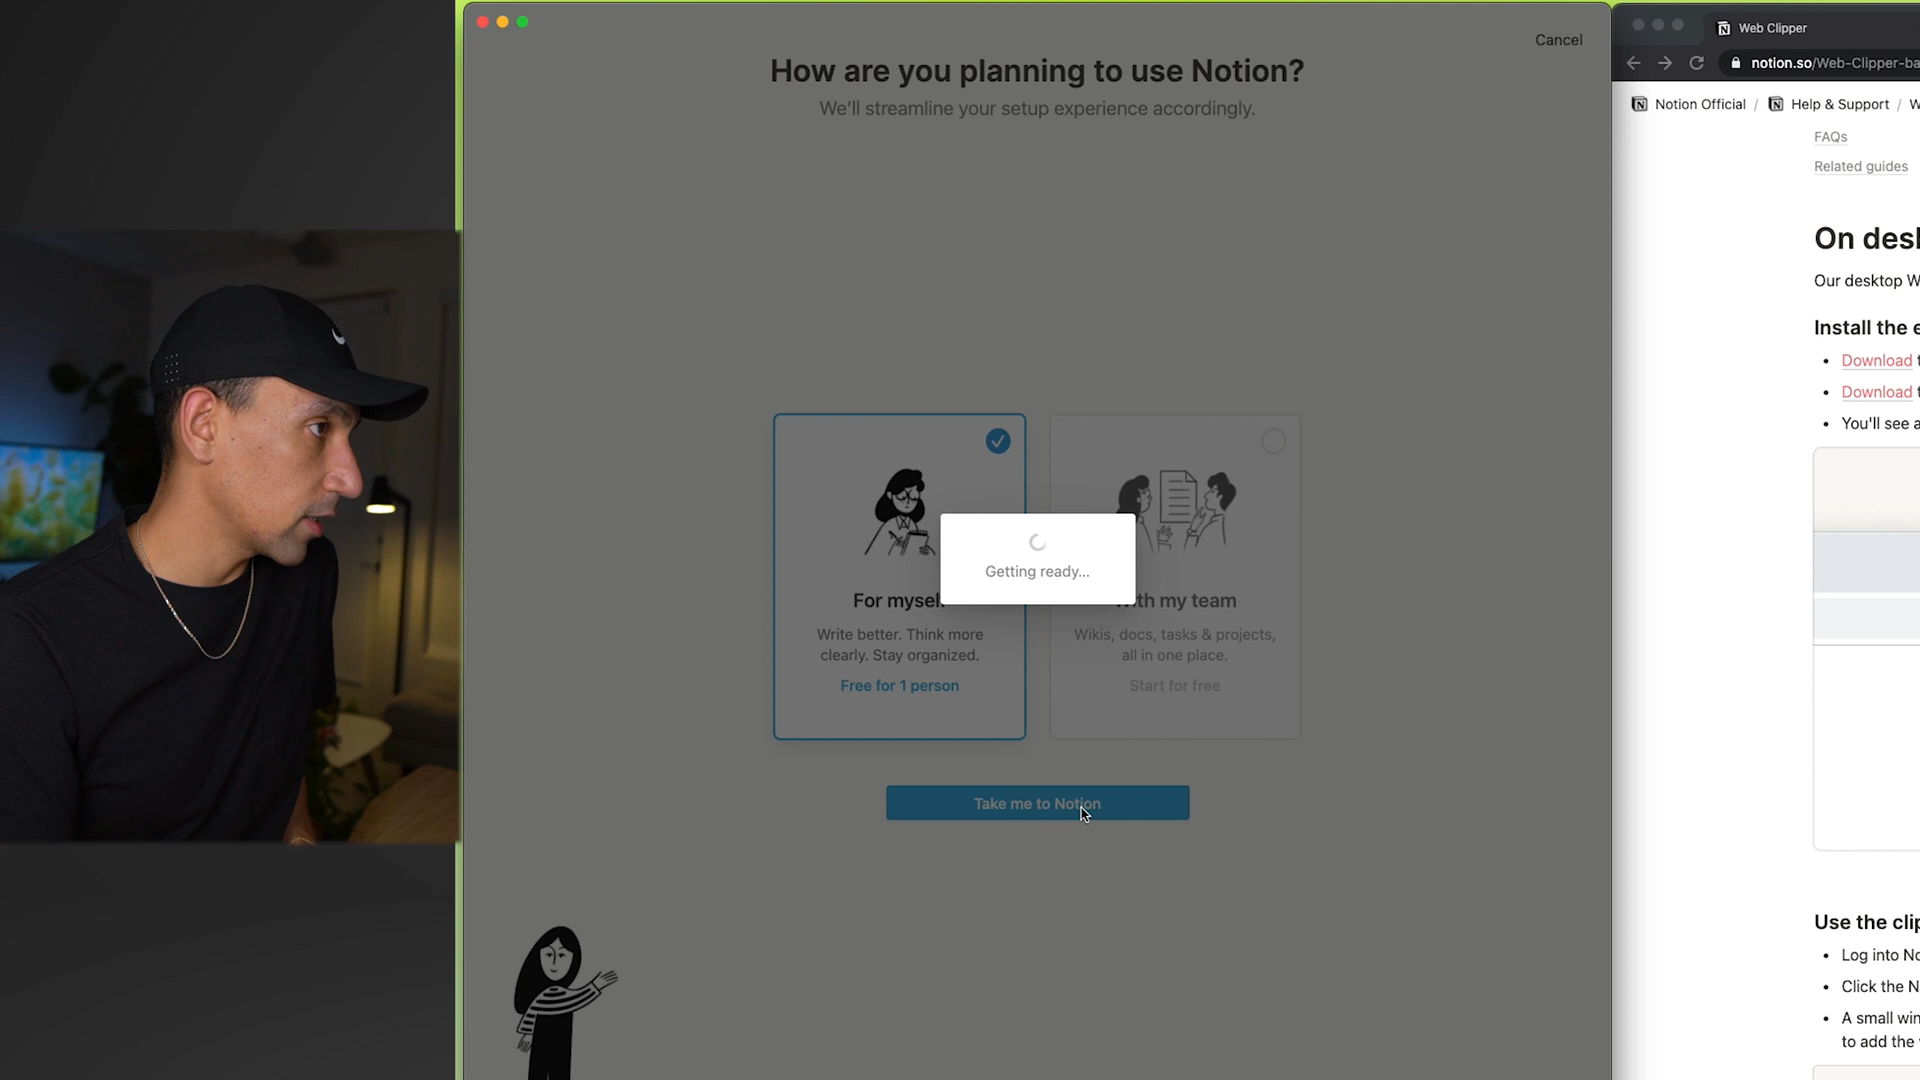 Cancel
How are you planning to use Notion?
We'll streamline your setup experience accordingly.
Getting ready...
For myself
Write better. Think more
clearly. Stay organized.
Free for 1 person
With my team
Wikis, docs, tasks & projects,
all in one place.
Start for free
Take me to Notion
Web Clipper
notion.so/Web-Clipper-ba
Notion Official / Help & Support / W
FAQs
Related guides
On desk
Our desktop W
Install the e
• Download t
• Download t
• You'll see a
Use the clip
• Log into No
• Click the N
• A small win
to add the